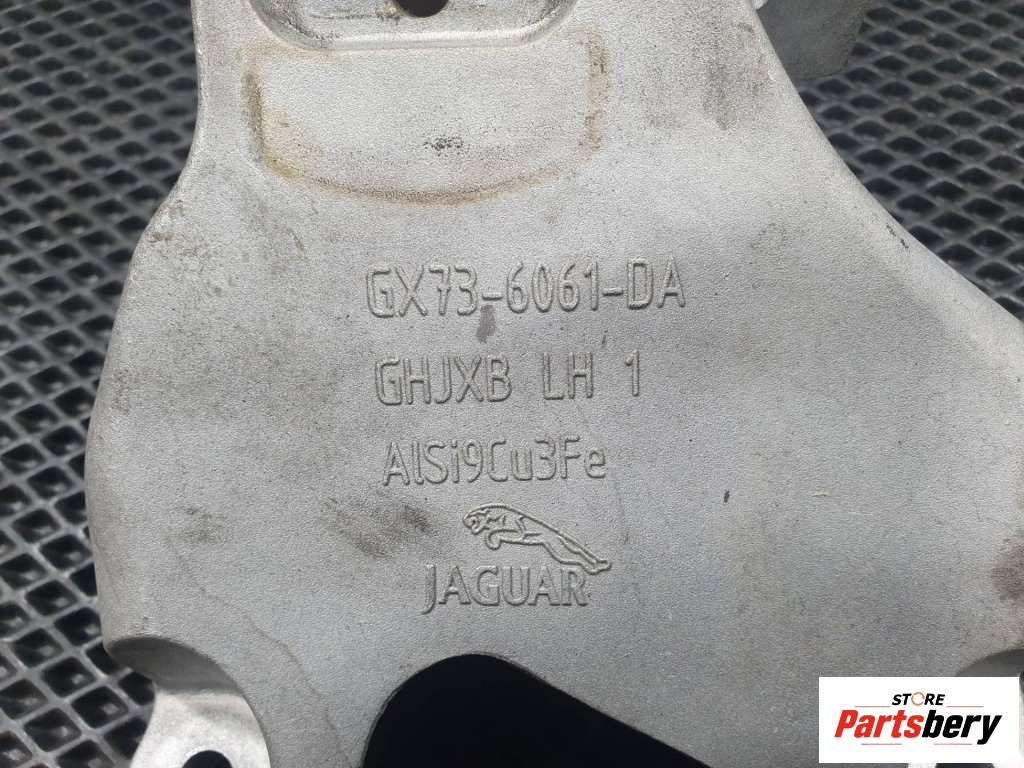 GX73-6061-DA
GHJXB LH 1
AlSi9Cu3Fe
JAGUAR
STORE
Partsbery